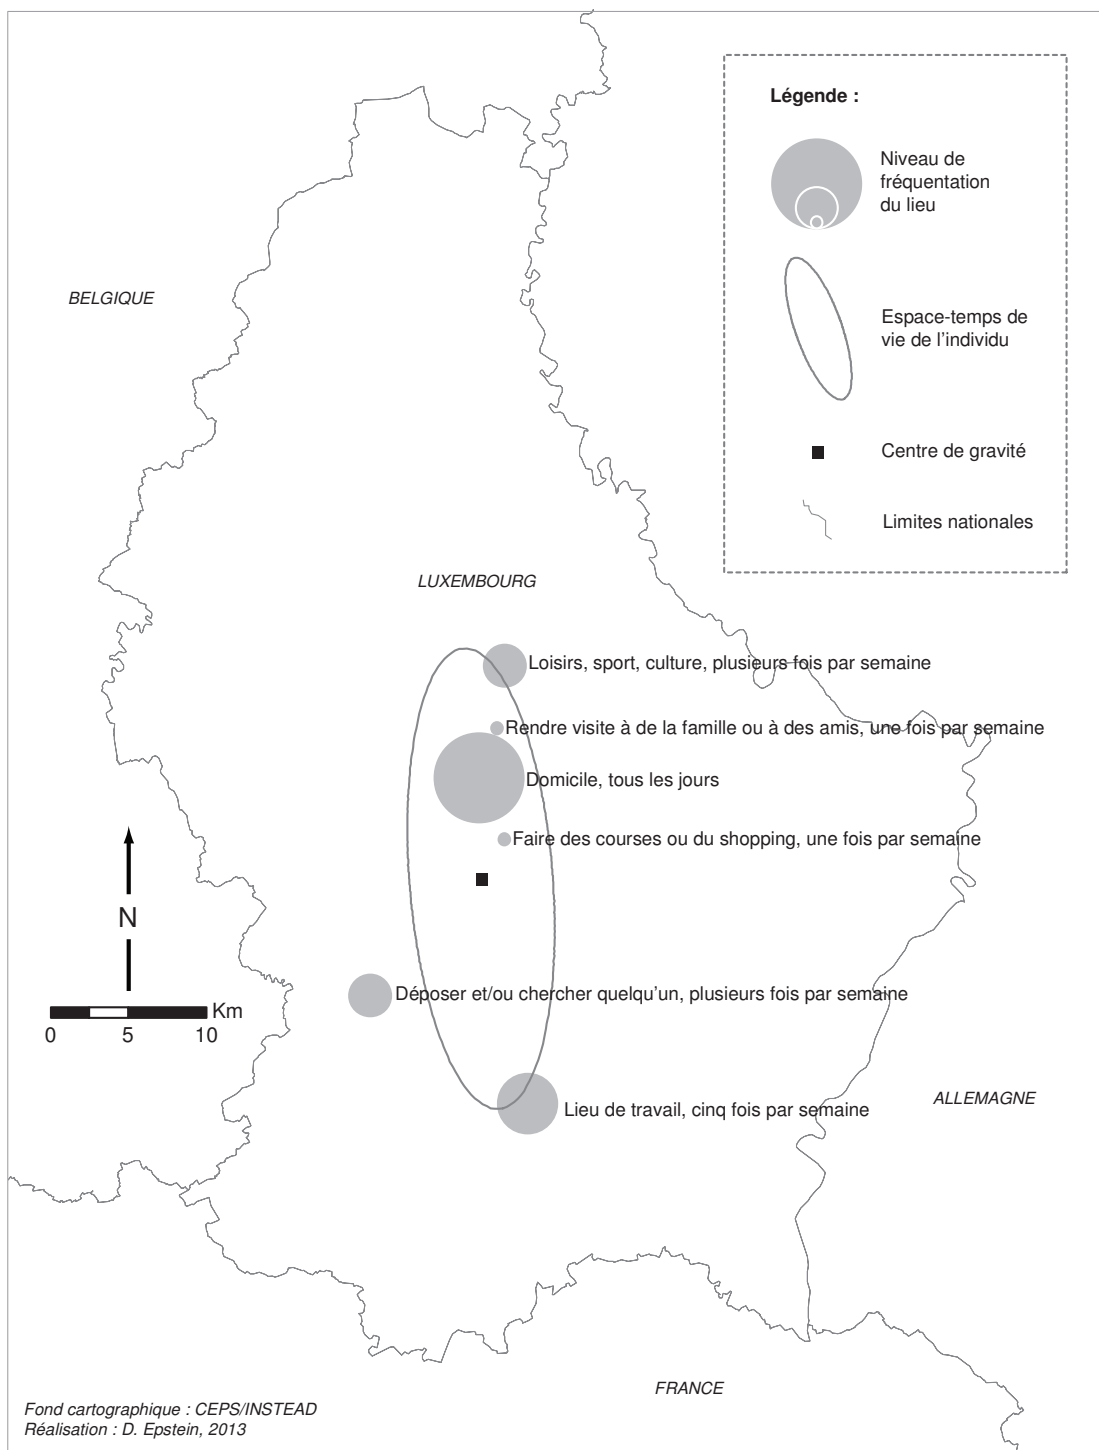 Légende :
Niveau de
fréquentation
du lieu
BELGIQUE
Espace-temps de
vie de l'individu
Centre de gravité
Limites nationales
LUXEMBOURG
Loisirs, sport, culture, plusieurs fois par semaine
Rendre visite à de la famille ou à des amis, une fois par semaine
Domicile, tous les jours
Faire des courses ou du shopping, une fois par semaine
N
Déposer et/ou chercher quelqu'un, plusieurs fois par semaine
Km
0 5 10
ALLEMAGNE
Lieu de travail, cinq fois par semaine
FRANCE
Fond cartographique : CEPS/INSTEAD
Réalisation : D. Epstein, 2013